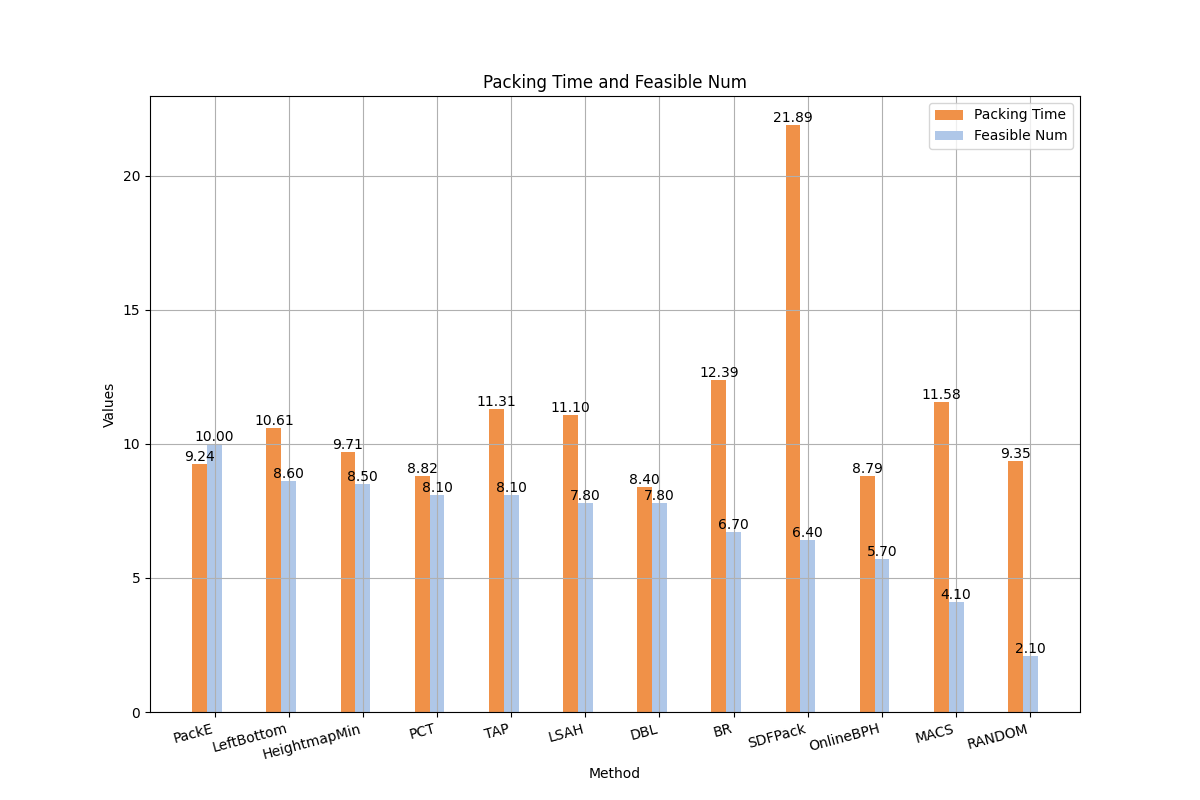 Packing Time and Feasible Num
Packing Time
Feasible Num
Values
20
15
10
5
0
9.24
10.00
10.61
8.60
9.71
8.50
8.82
8.10
11.31
8.10
11.10
7.80
8.40
7.80
12.39
6.70
21.89
6.40
8.79
5.70
11.58
4.10
9.35
2.10
PackE
LeftBottom
HeightmapMin
PCT
TAP
LSAH
DBL
BR
SDFPack
OnlineBPH
MACS
RANDOM
Method